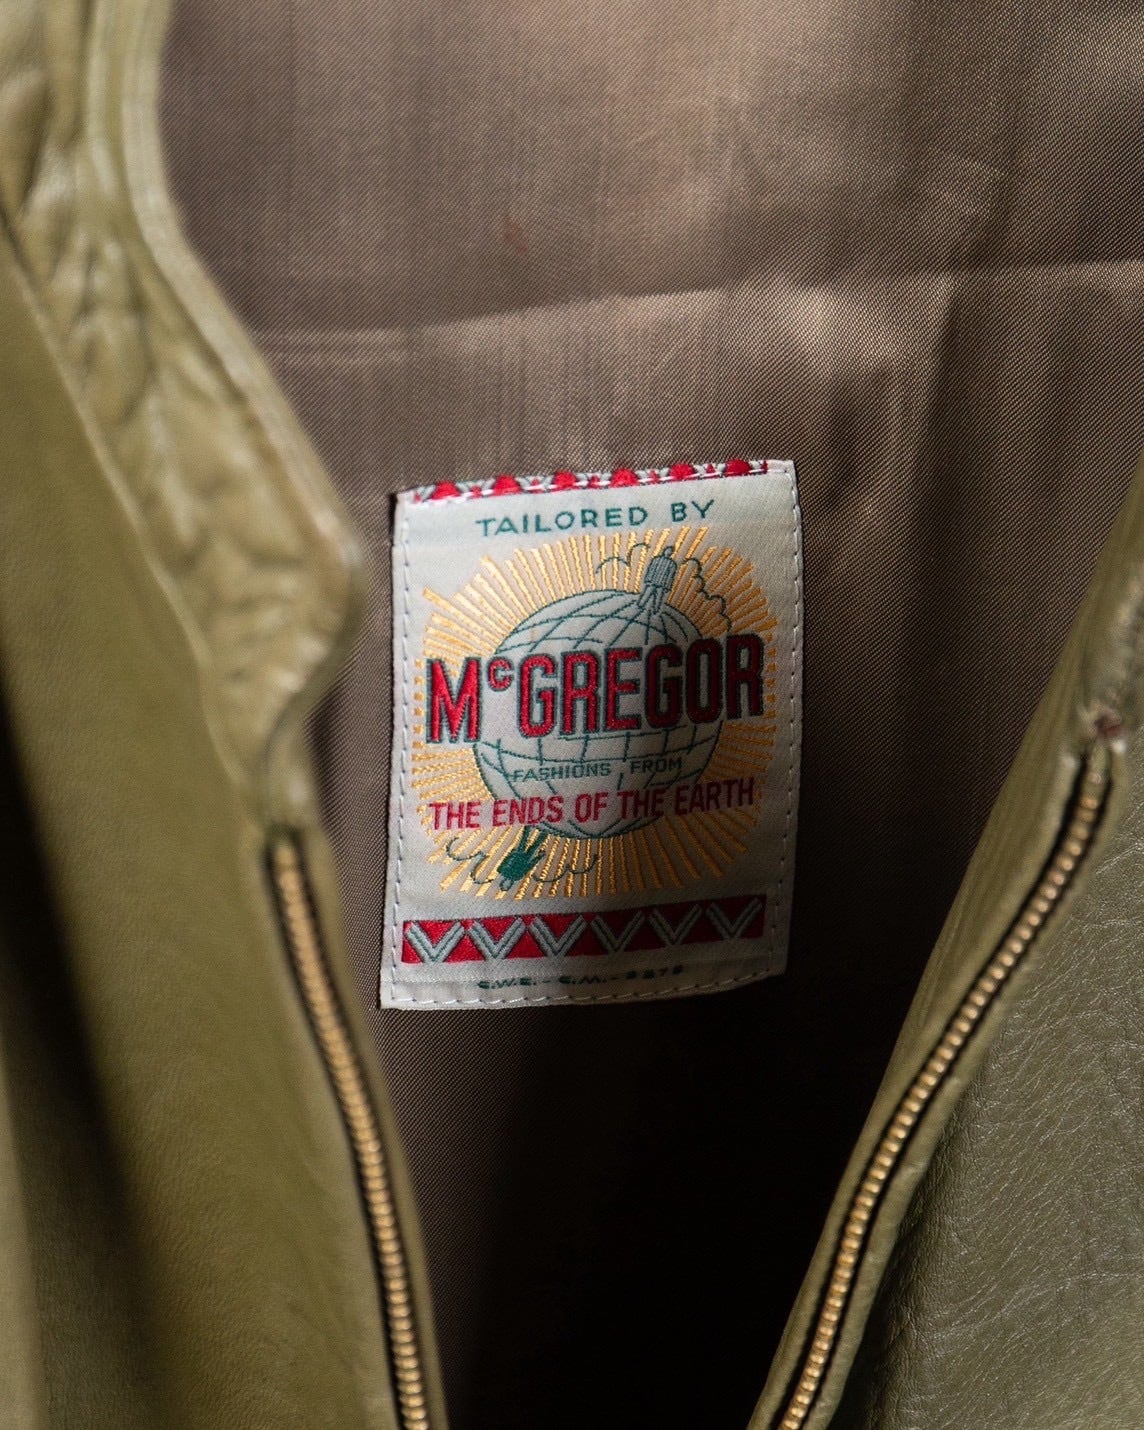 TAILORED BY
McGREGOR
FASHIONS FROM
THE ENDS OF THE EARTH